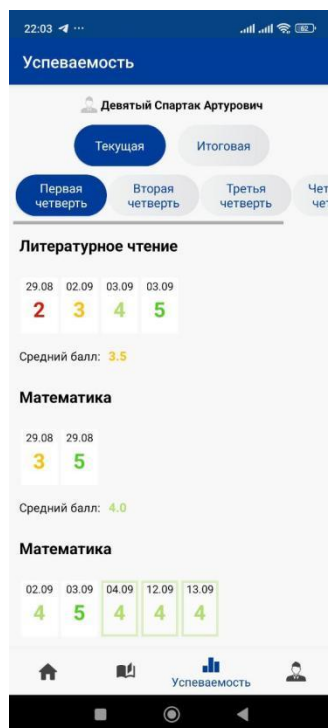 22:03
62
Успеваемость
Девятый Спартак Артурович
Текущая Итоговая
Первая четверть Вторая четверть Третья четверть Чет чет
Литературное чтение
29.08 02.09 03.09 03.09
2 3 4 5
Средний балл: 3.5
Математика
29.08 29.08
3 5
Средний балл: 4.0
Математика
02.09 03.09 04.09 12.09 13.09
4 5 4 4 4
Успеваемость